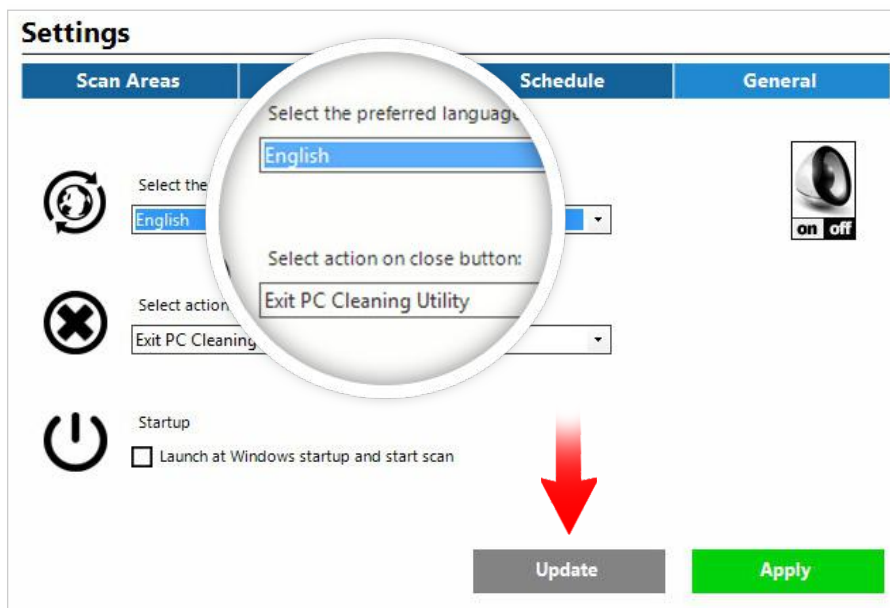 Settings
Scan Areas
Schedule
General
Select the preferred language
English
Select the
English
on off
Select action on close button:
Exit PC Cleaning Utility
Select action
Exit PC Cleaning
Startup
Launch at Windows startup and start scan
Update
Apply